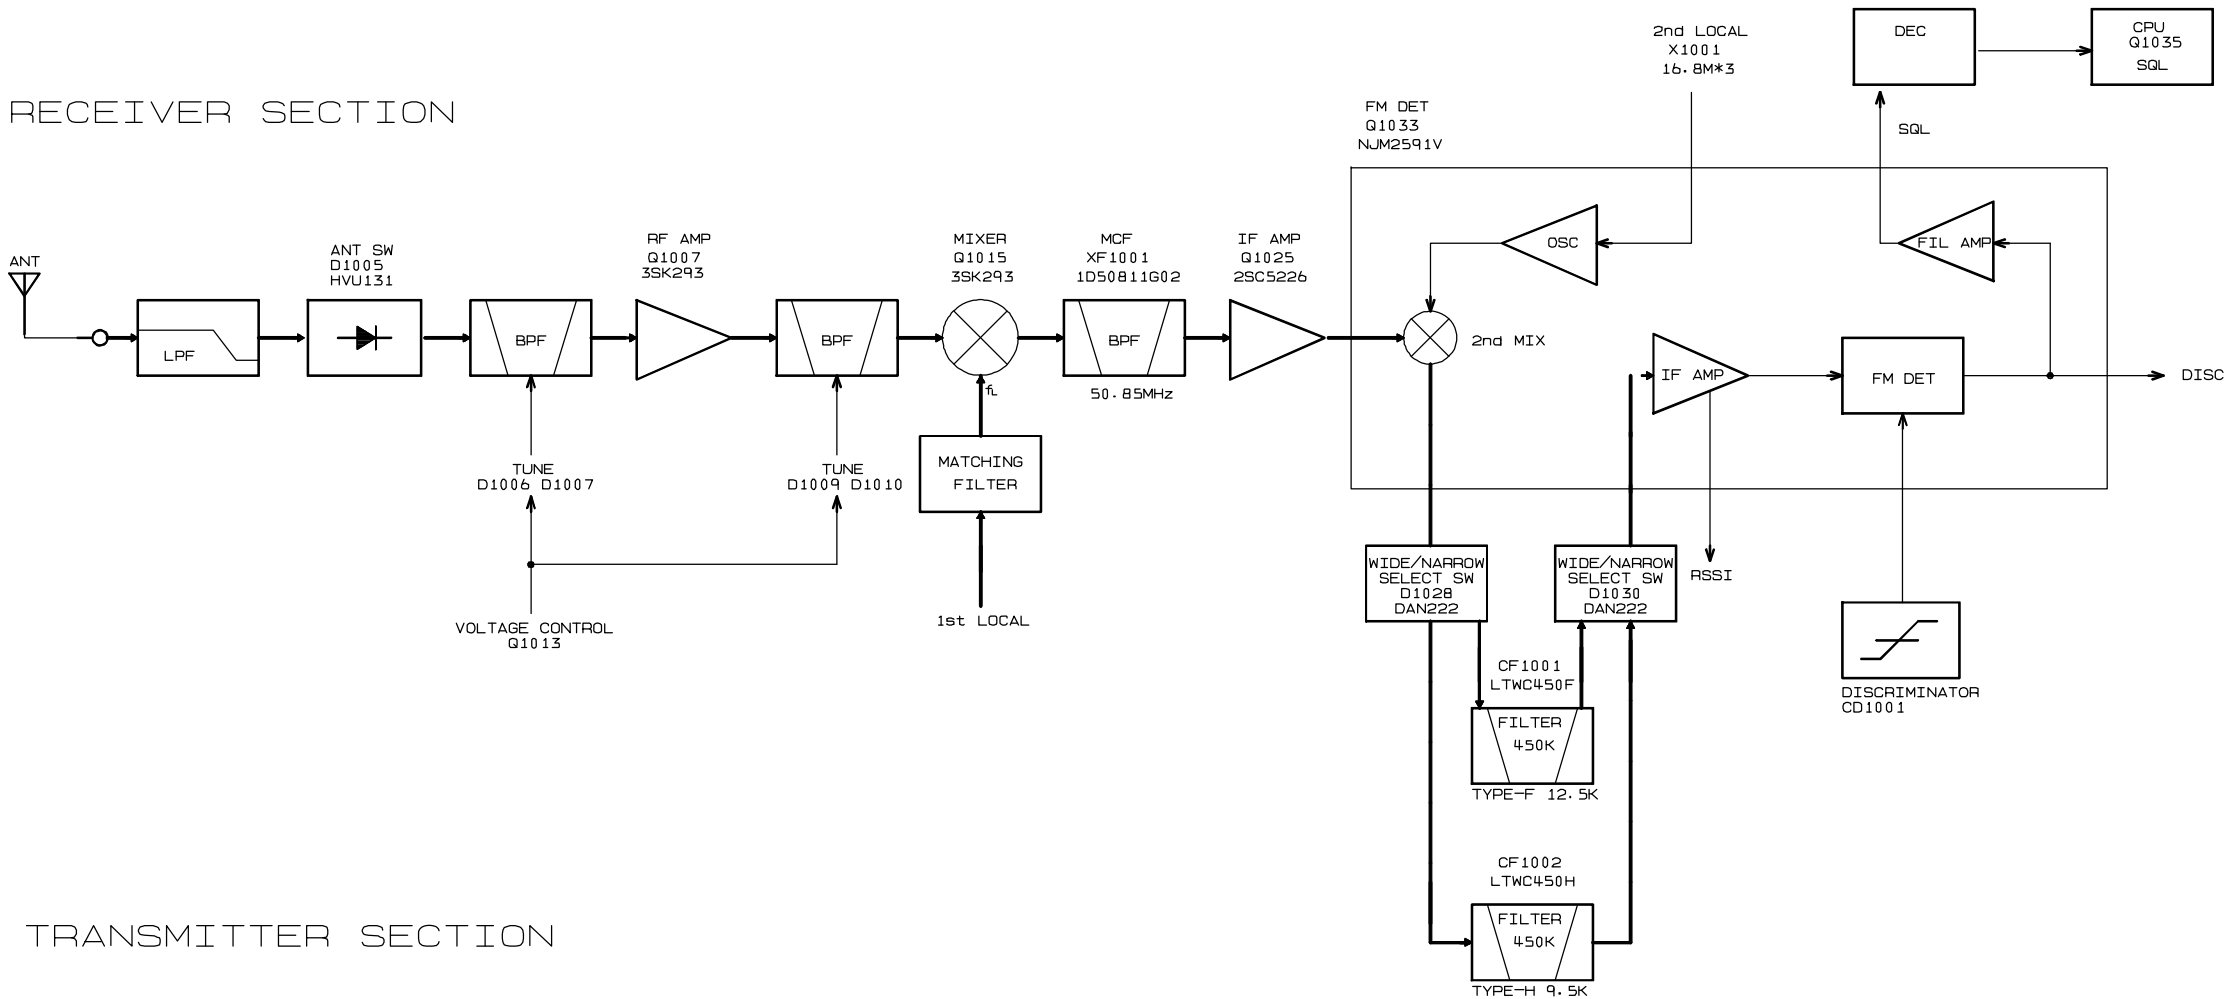 RECEIVER SECTION
2nd LOCAL
X1001
16.8M*3
DEC
CPU
Q1035
SQL
FM DET
Q1033
NJM2591V
SQL
ANT
ANT SW
D1005
HVU131
RF AMP
Q1007
3SK293
MIXER
Q1015
3SK293
MCF
XF1001
1D50811G02
IF AMP
Q1025
2SC5226
OSC
FIL AMP
LPF
BPF
BPF
BPF
50.85MHz
2nd MIX
IF AMP
FM DET
DISC
fL
MATCHING
FILTER
TUNE
D1006 D1007
TUNE
D1009 D1010
VOLTAGE CONTROL
Q1013
1st LOCAL
WIDE/NARROW
SELECT SW
D1028
DAN222
WIDE/NARROW
SELECT SW
D1030
DAN222
RSSI
CF1001
LTWC450F
FILTER
450K
TYPE-F 12.5K
DISCRIMINATOR
CD1001
CF1002
LTWC450H
FILTER
450K
TYPE-H 9.5K
TRANSMITTER SECTION